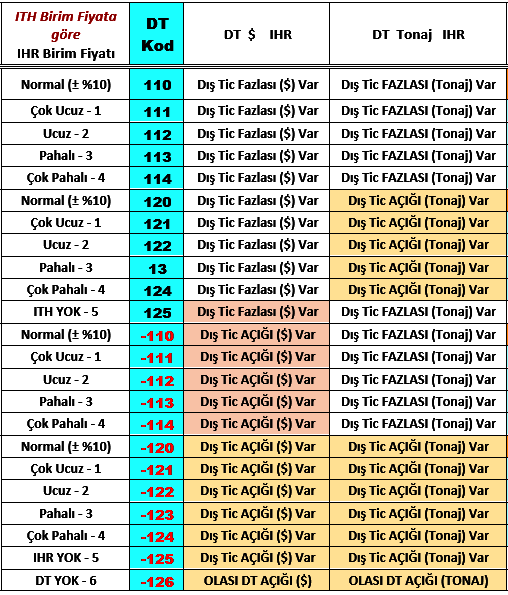 ITH Birim Fiyata göre IHR Birim Fiyatı | DT Kod | DT $ IHR | DT Tonaj IHR
Normal (± %10) | 110 | Dış Tic Fazlası ($) Var | Dış Tic FAZLASI (Tonaj) Var
Çok Ucuz - 1 | 111 | Dış Tic Fazlası ($) Var | Dış Tic FAZLASI (Tonaj) Var
Ucuz - 2 | 112 | Dış Tic Fazlası ($) Var | Dış Tic FAZLASI (Tonaj) Var
Pahalı - 3 | 113 | Dış Tic Fazlası ($) Var | Dış Tic FAZLASI (Tonaj) Var
Çok Pahalı - 4 | 114 | Dış Tic Fazlası ($) Var | Dış Tic FAZLASI (Tonaj) Var
Normal (± %10) | 120 | Dış Tic Fazlası ($) Var | Dış Tic AÇIĞI (Tonaj) Var
Çok Ucuz - 1 | 121 | Dış Tic Fazlası ($) Var | Dış Tic AÇIĞI (Tonaj) Var
Ucuz - 2 | 122 | Dış Tic Fazlası ($) Var | Dış Tic AÇIĞI (Tonaj) Var
Pahalı - 3 | 13 | Dış Tic Fazlası ($) Var | Dış Tic AÇIĞI (Tonaj) Var
Çok Pahalı - 4 | 124 | Dış Tic Fazlası ($) Var | Dış Tic AÇIĞI (Tonaj) Var
ITH YOK - 5 | 125 | Dış Tic Fazlası ($) Var | Dış Tic FAZLASI (Tonaj) Var
Normal (± %10) | -110 | Dış Tic AÇIĞI ($) Var | Dış Tic FAZLASI (Tonaj) Var
Çok Ucuz - 1 | -111 | Dış Tic AÇIĞI ($) Var | Dış Tic FAZLASI (Tonaj) Var
Ucuz - 2 | -112 | Dış Tic AÇIĞI ($) Var | Dış Tic FAZLASI (Tonaj) Var
Pahalı - 3 | -113 | Dış Tic AÇIĞI ($) Var | Dış Tic FAZLASI (Tonaj) Var
Çok Pahalı - 4 | -114 | Dış Tic AÇIĞI ($) Var | Dış Tic FAZLASI (Tonaj) Var
Normal (± %10) | -120 | Dış Tic AÇIĞI ($) Var | Dış Tic AÇIĞI (Tonaj) Var
Çok Ucuz - 1 | -121 | Dış Tic AÇIĞI ($) Var | Dış Tic AÇIĞI (Tonaj) Var
Ucuz - 2 | -122 | Dış Tic AÇIĞI ($) Var | Dış Tic AÇIĞI (Tonaj) Var
Pahalı - 3 | -123 | Dış Tic AÇIĞI ($) Var | Dış Tic AÇIĞI (Tonaj) Var
Çok Pahalı - 4 | -124 | Dış Tic AÇIĞI ($) Var | Dış Tic AÇIĞI (Tonaj) Var
IHR YOK - 5 | -125 | Dış Tic AÇIĞI ($) Var | Dış Tic AÇIĞI (Tonaj) Var
DT YOK - 6 | -126 | OLASI DT AÇIĞI ($) | OLASI DT AÇIĞI (TONAJ)